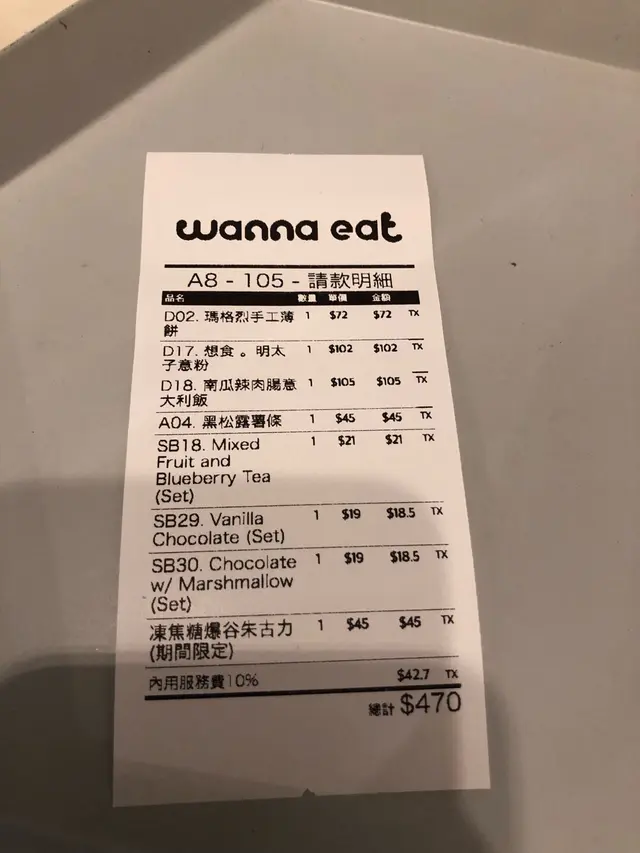 wanna eat
A8 - 105 - 請款明細
品名 數量 單價 金額
D02. 瑪格烈手工薄 1 $72 $72 TX
餅
D17. 想食。明太 1 $102 $102 TX
子意粉
D18. 南瓜辣肉腸意 1 $105 $105 TX
大利飯
A04. 黑松露薯條 1 $45 $45 TX
SB18. Mixed 1 $21 $21 TX
Fruit and
Blueberry Tea
(Set)
SB29. Vanilla 1 $19 $18.5 TX
Chocolate (Set)
SB30. Chocolate 1 $19 $18.5 TX
w/ Marshmallow
(Set)
凍焦糖爆谷朱古力 1 $45 $45 TX
(期間限定)
內用服務費10% $42.7 TX
總計 $470